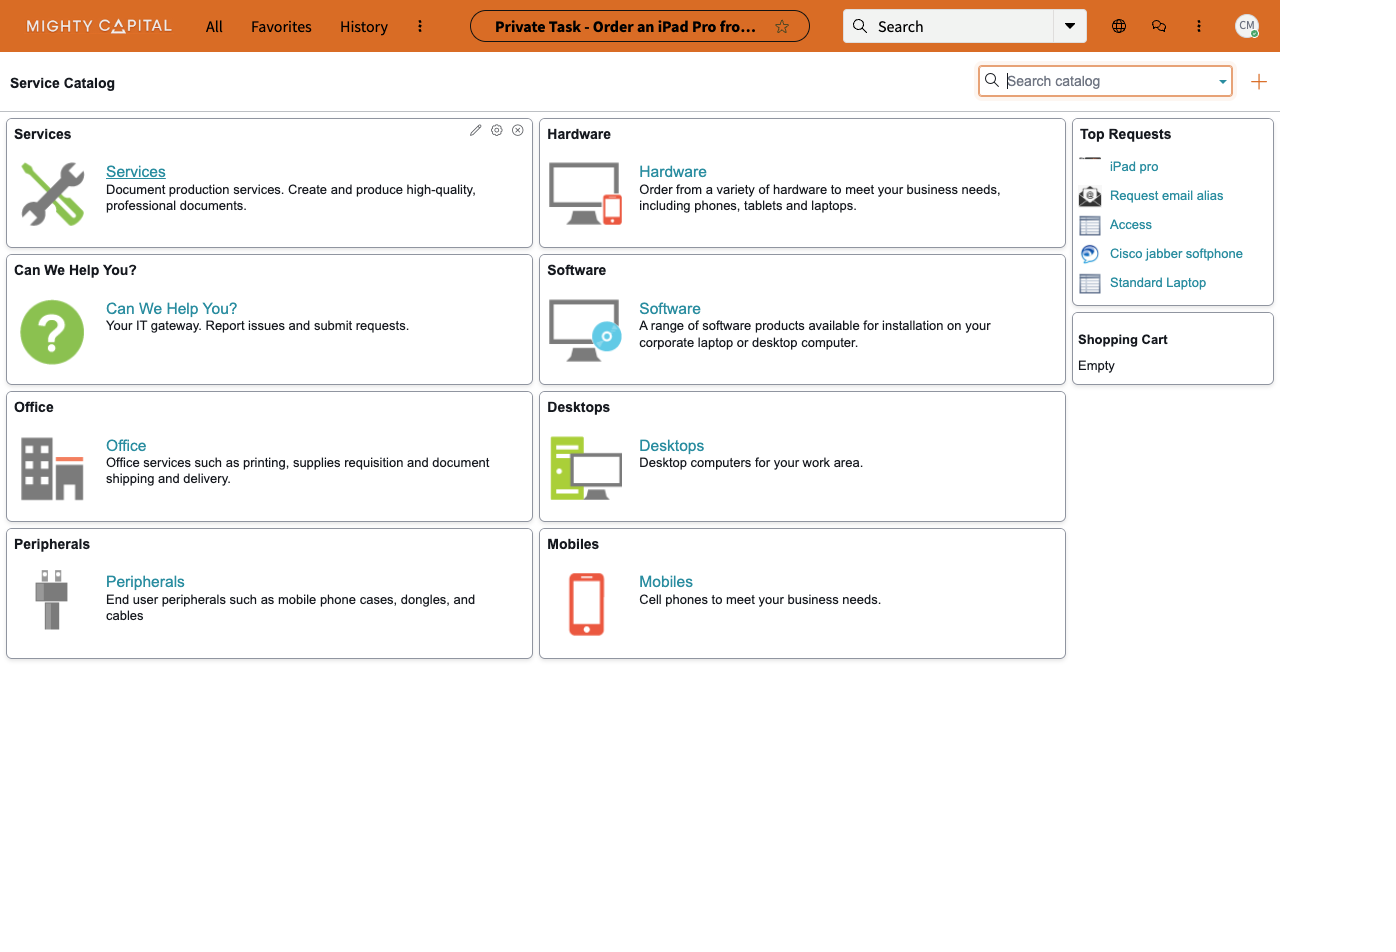 MIGHTY CAPITAL
All
Favorites
History
Private Task - Order an iPad Pro fro...
Search
CM
Service Catalog
Search catalog
Services
Services
Document production services. Create and produce high-quality,
professional documents.
Hardware
Hardware
Order from a variety of hardware to meet your business needs,
including phones, tablets and laptops.
Top Requests
iPad pro
Request email alias
Access
Cisco jabber softphone
Standard Laptop
Can We Help You?
Can We Help You?
Your IT gateway. Report issues and submit requests.
Software
Software
A range of software products available for installation on your
corporate laptop or desktop computer.
Shopping Cart
Empty
Office
Office
Office services such as printing, supplies requisition and document
shipping and delivery.
Desktops
Desktops
Desktop computers for your work area.
Peripherals
Peripherals
End user peripherals such as mobile phone cases, dongles, and
cables
Mobiles
Mobiles
Cell phones to meet your business needs.